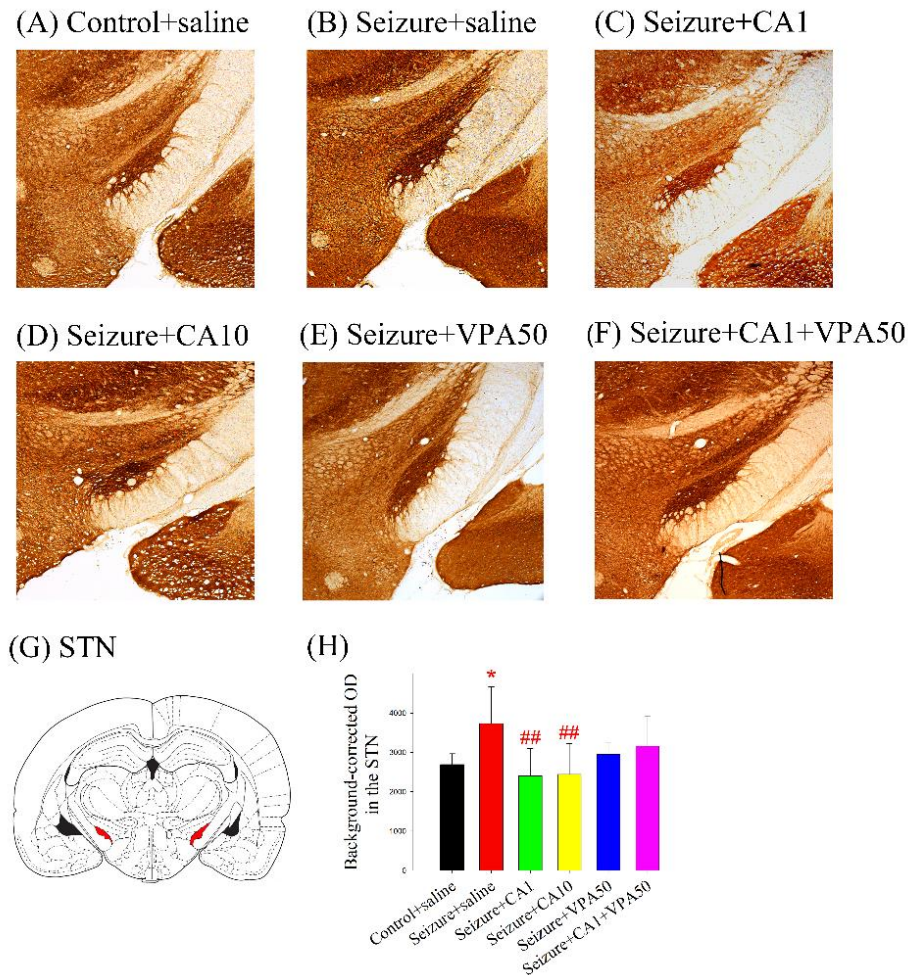 (A) Control+saline
(B) Seizure+saline
(C) Seizure+CA1
(D) Seizure+CA10
(E) Seizure+VPA50
(F) Seizure+CA1+VPA50
(G) STN
(H)
Background-corrected OD
in the STN
4000
3000
2000
1000
0
*
##
##
Control+saline
Seizure+saline
Seizure+CA1
Seizure+CA10
Seizure+VPA50
Seizure+CA1+VPA50